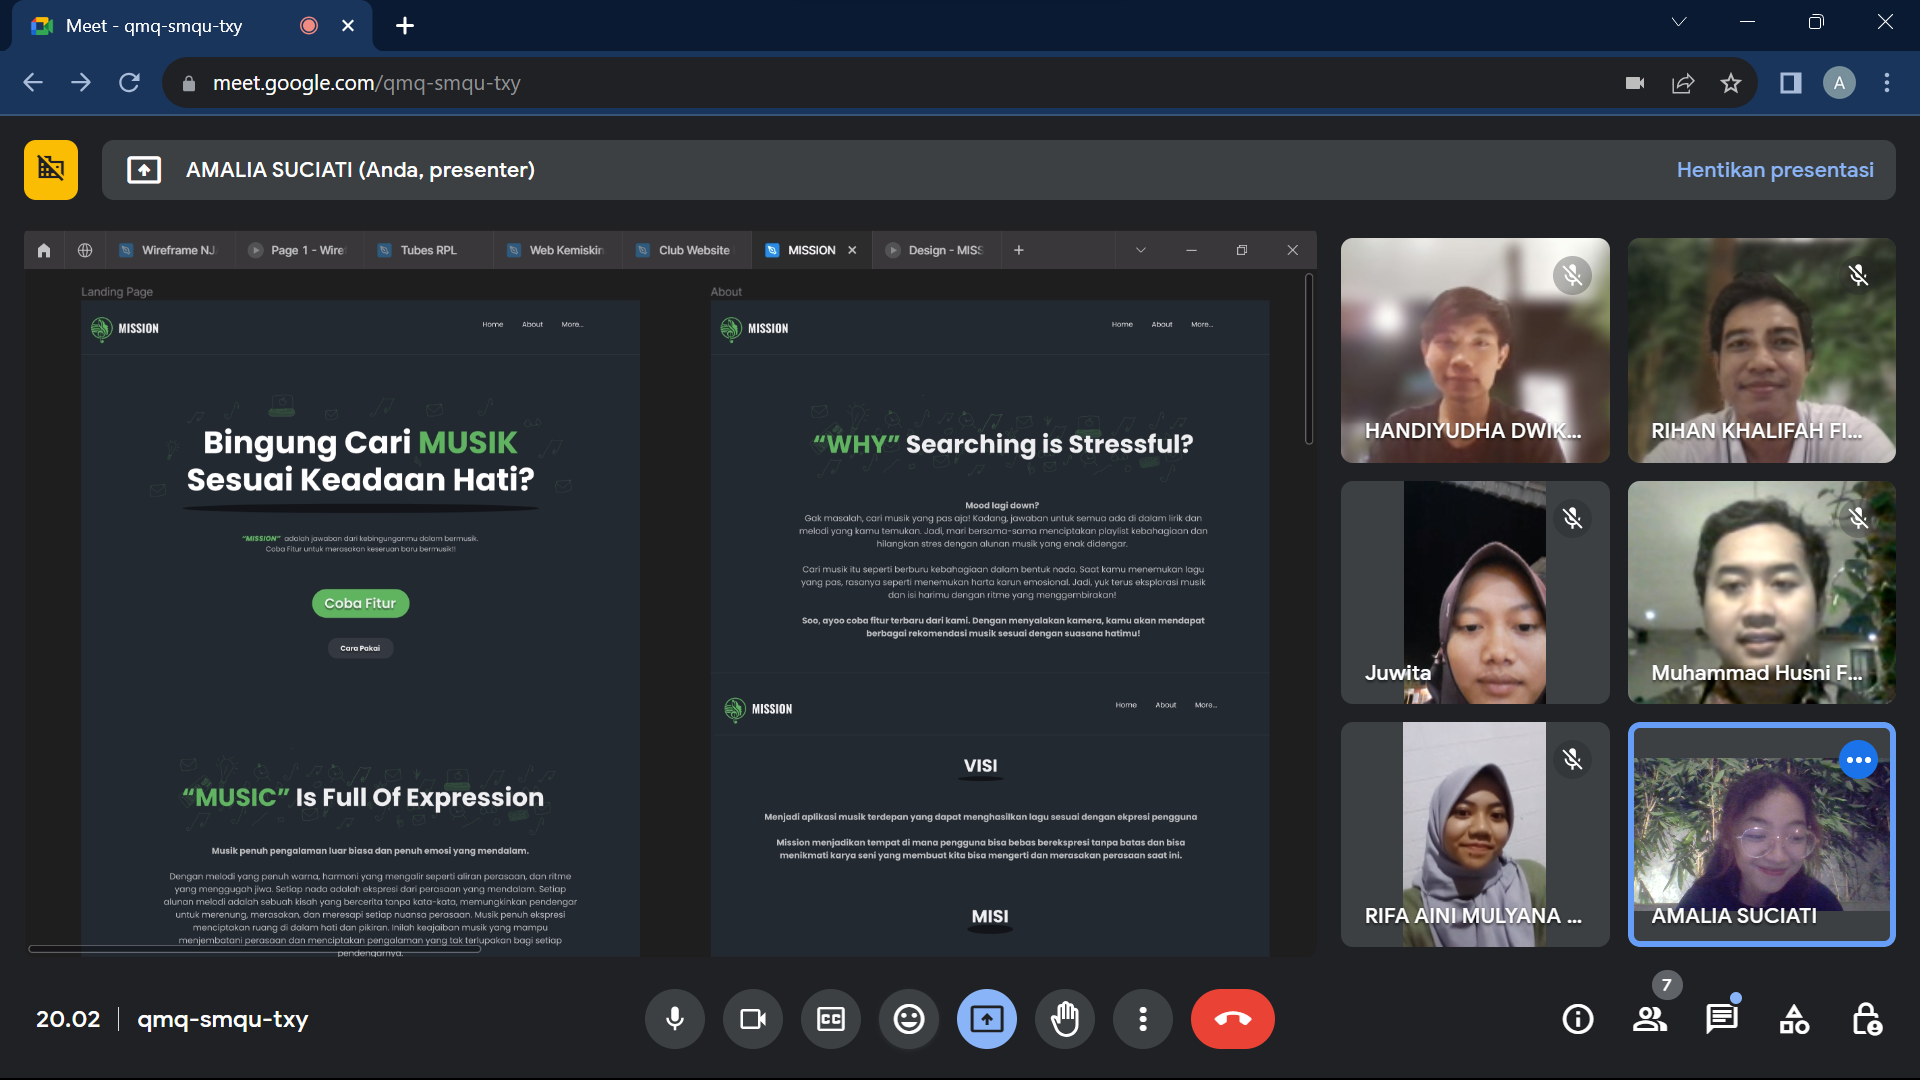 Meet - qmq-smqu-txy
meet.google.com/qmq-smqu-txy
A
AMALIA SUCIATI (Anda, presenter)
Hentikan presentasi
Wireframe NJ
Page 1 - Wire
Tubes RPL
Web Kemiskin
Club Website
MISSION
Design - MISS
Landing Page
MISSION
Home
About
More...
Bingung Cari MUSIK
Sesuai Keadaan Hati?
“MISSION” adalah jawaban dari kebingunganmu dalam bermusik.
Coba Fitur untuk merasakan keseruan baru bermusik!!
Coba Fitur
Cara Pakai
“MUSIC” Is Full Of Expression
Musik penuh pengalaman luar biasa dan penuh emosi yang mendalam.
Dengan melodi yang penuh warna, harmoni yang mengalir seperti aliran perasaan, dan ritme
yang menggugah jiwa. Setiap nada adalah ekspresi dari perasaan yang mendalam. Setiap
alunan melodi adalah sebuah kisah yang bercerita tanpa kata-kata, memungkinkan pendengar
untuk merenung, merasakan, dan meresapi setiap nuansa perasaan. Musik penuh ekspresi
menciptakan ruang di dalam hati dan pikiran. Inilah keajaiban musik yang mampu
menjembatani perasaan dan menciptakan pengalaman yang tak terlupakan bagi setiap
pendengarnya.
About
MISSION
Home
About
More...
“WHY” Searching is Stressful?
Mood lagi down?
Gak masalah, cari musik yang pas aja! Kadang, jawaban untuk semua ada di dalam lirik dan
melodi yang kamu temukan. Jadi, mari bersama-sama menciptakan playlist kebahagiaan dan
hilangkan stres dengan alunan musik yang enak didengar.
Cari musik itu seperti berburu kebahagiaan dalam bentuk nada. Saat kamu menemukan lagu
yang pas, rasanya seperti menemukan harta karun emosional. Jadi, yuk terus eksplorasi musik
dan isi harimu dengan ritme yang menggembirakan!
Soo, ayoo coba fitur terbaru dari kami. Dengan menyalakan kamera, kamu akan mendapat
berbagai rekomendasi musik sesuai dengan suasana hatimu!
MISSION
Home
About
More...
VISI
Menjadi aplikasi musik terdepan yang dapat menghasilkan lagu sesuai dengan ekpresi pengguna
Mission menjadikan tempat di mana pengguna bisa bebas berekspresi tanpa batas dan bisa
menikmati karya seni yang membuat kita bisa mengerti dan merasakan perasaan saat ini.
MISI
HANDIYUDHA DWIK...
RIHAN KHALIFAH FI...
Juwita
Muhammad Husni F...
RIFA AINI MULYANA ...
AMALIA SUCIATI
20.02
qmq-smqu-txy
CC
7